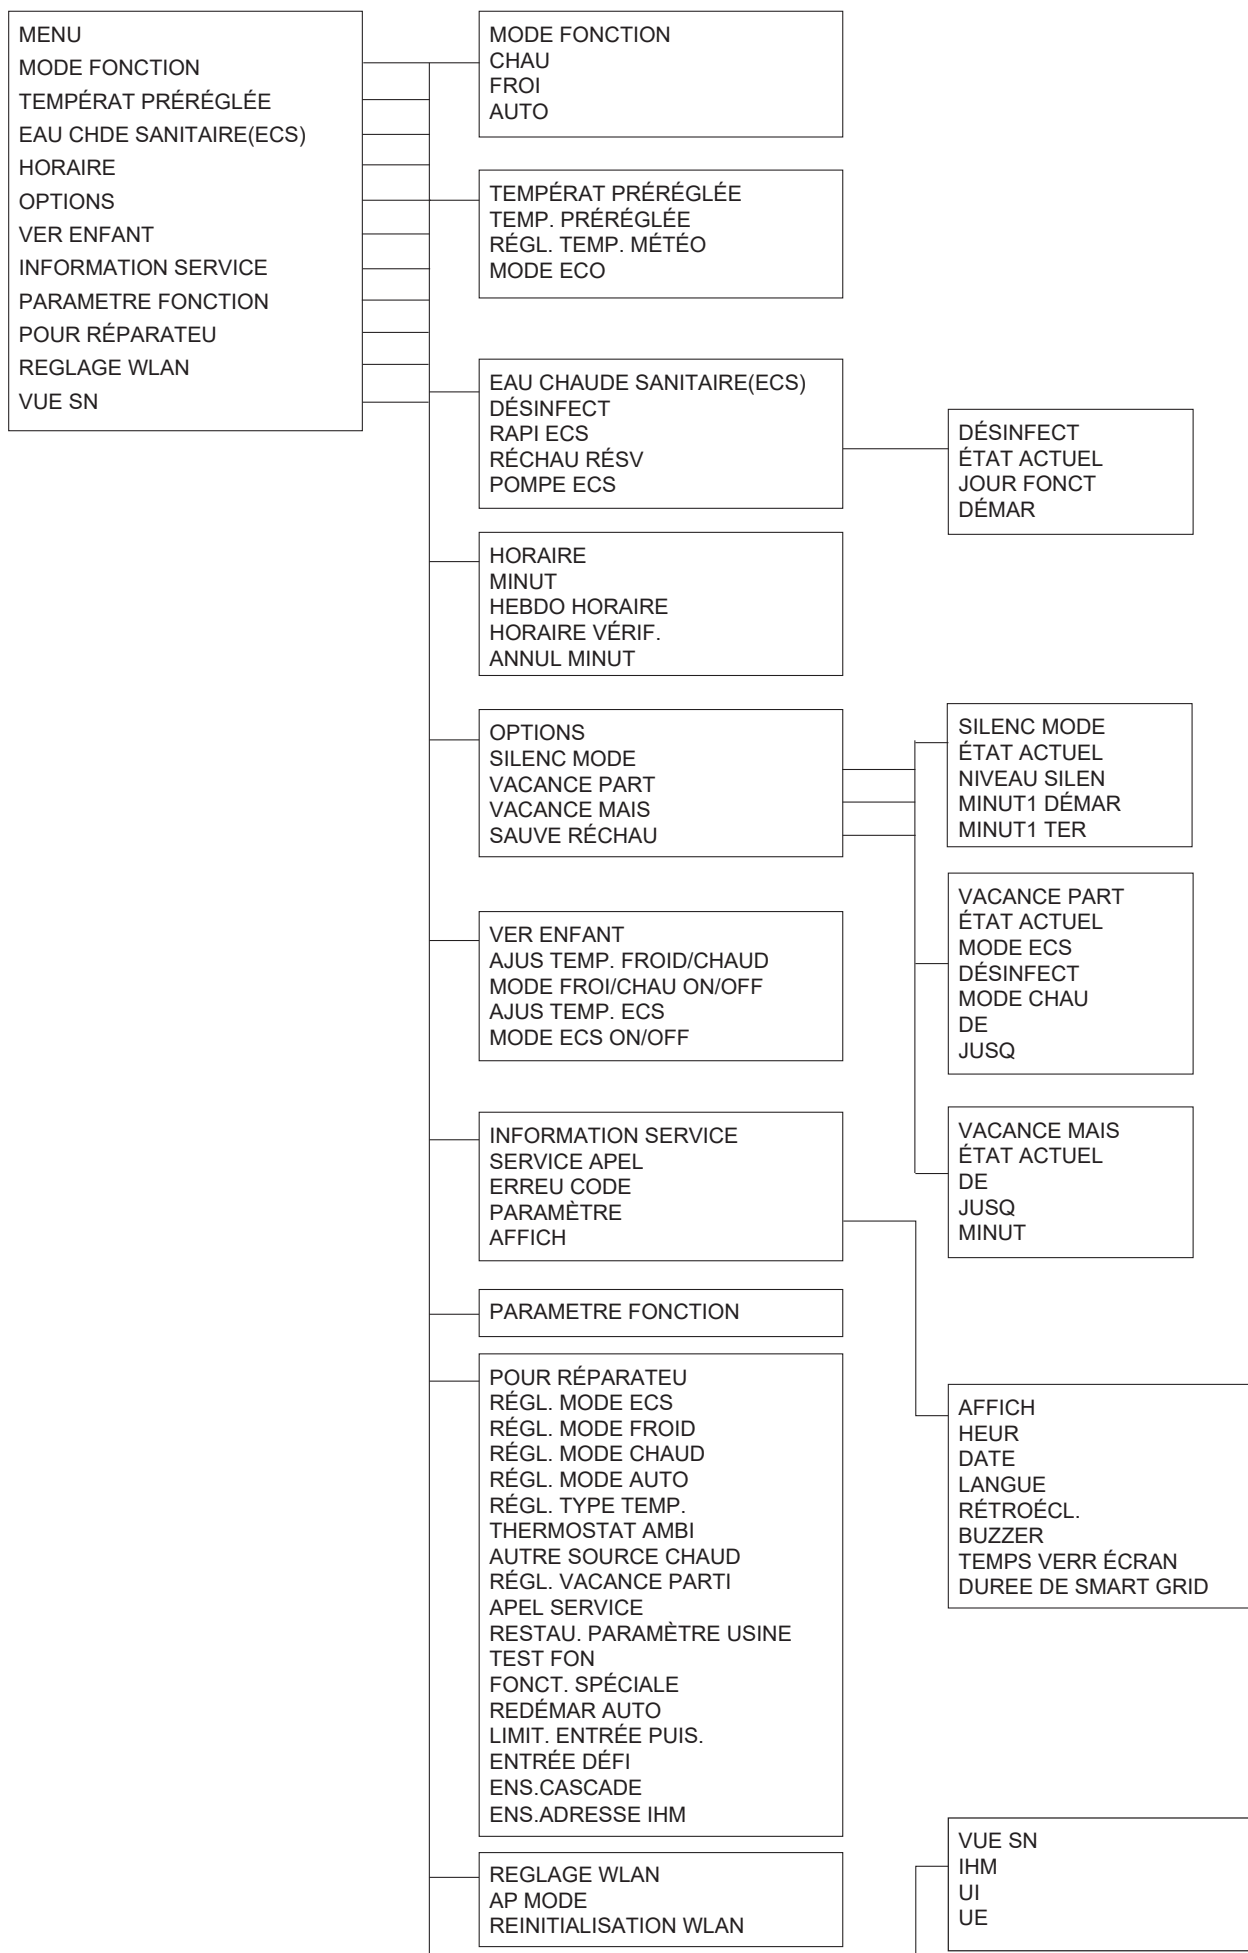 MENU
MODE FONCTION
TEMPÉRAT PRÉRÉGLÉE
EAU CHDE SANITAIRE(ECS)
HORAIRE
OPTIONS
VER ENFANT
INFORMATION SERVICE
PARAMETRE FONCTION
POUR RÉPARATEU
REGLAGE WLAN
VUE SN
MODE FONCTION
CHAU
FROI
AUTO
TEMPÉRAT PRÉRÉGLÉE
TEMP. PRÉRÉGLÉE
RÉGL. TEMP. MÉTÉO
MODE ECO
EAU CHAUDE SANITAIRE(ECS)
DÉSINFECT
RAPI ECS
RÉCHAU RÉSV
POMPE ECS
DÉSINFECT
ÉTAT ACTUEL
JOUR FONCT
DÉMAR
HORAIRE
MINUT
HEBDO HORAIRE
HORAIRE VÉRIF.
ANNUL MINUT
OPTIONS
SILENC MODE
VACANCE PART
VACANCE MAIS
SAUVE RÉCHAU
SILENC MODE
ÉTAT ACTUEL
NIVEAU SILEN
MINUT1 DÉMAR
MINUT1 TER
VACANCE PART
ÉTAT ACTUEL
MODE ECS
DÉSINFECT
MODE CHAU
DE
JUSQ
VACANCE MAIS
ÉTAT ACTUEL
DE
JUSQ
MINUT
VER ENFANT
AJUS TEMP. FROID/CHAUD
MODE FROI/CHAU ON/OFF
AJUS TEMP. ECS
MODE ECS ON/OFF
INFORMATION SERVICE
SERVICE APEL
ERREU CODE
PARAMÈTRE
AFFICH
AFFICH
HEUR
DATE
LANGUE
RÉTROÉCL.
BUZZER
TEMPS VERR ÉCRAN
DUREE DE SMART GRID
PARAMETRE FONCTION
POUR RÉPARATEU
RÉGL. MODE ECS
RÉGL. MODE FROID
RÉGL. MODE CHAUD
RÉGL. MODE AUTO
RÉGL. TYPE TEMP.
THERMOSTAT AMBI
AUTRE SOURCE CHAUD
RÉGL. VACANCE PARTI
APEL SERVICE
RESTAU. PARAMÈTRE USINE
TEST FON
FONCT. SPÉCIALE
REDÉMAR AUTO
LIMIT. ENTRÉE PUIS.
ENTRÉE DÉFI
ENS.CASCADE
ENS.ADRESSE IHM
REGLAGE WLAN
AP MODE
REINITIALISATION WLAN
VUE SN
IHM
UI
UE